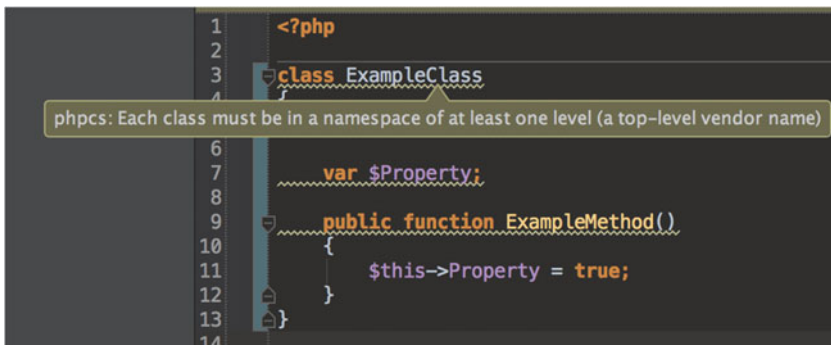 1 <?php
2
3 class ExampleClass
4 {
phpcs: Each class must be in a namespace of at least one level (a top-level vendor name)
6
7 var $Property;
8
9 public function ExampleMethod()
10 {
11 $this->Property = true;
12 }
13 }
14